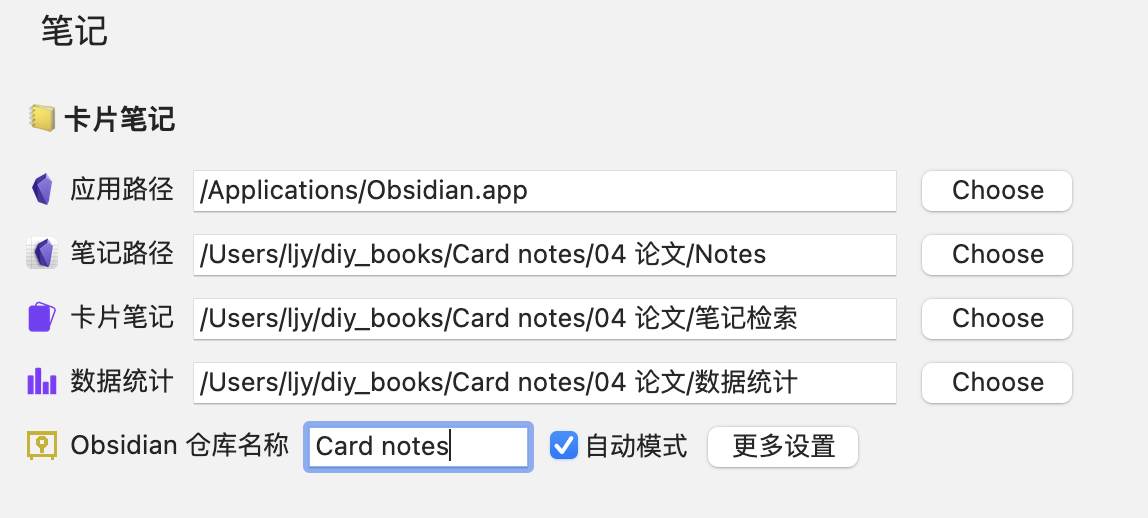 笔记
卡片笔记
应用路径 /Applications/Obsidian.app Choose
笔记路径 /Users/ljy/diy_books/Card notes/04 论文/Notes Choose
卡片笔记 /Users/ljy/diy_books/Card notes/04 论文/笔记检索 Choose
数据统计 /Users/ljy/diy_books/Card notes/04 论文/数据统计 Choose
Obsidian 仓库名称 Card notes 自动模式 更多设置